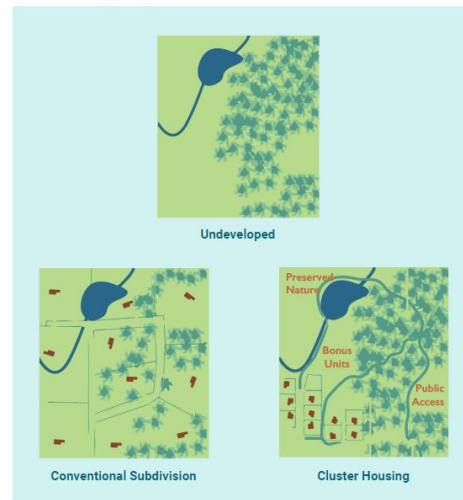 Undeveloped
Preserved
Nature
Bonus
Units
Public
Access
Conventional Subdivision
Cluster Housing